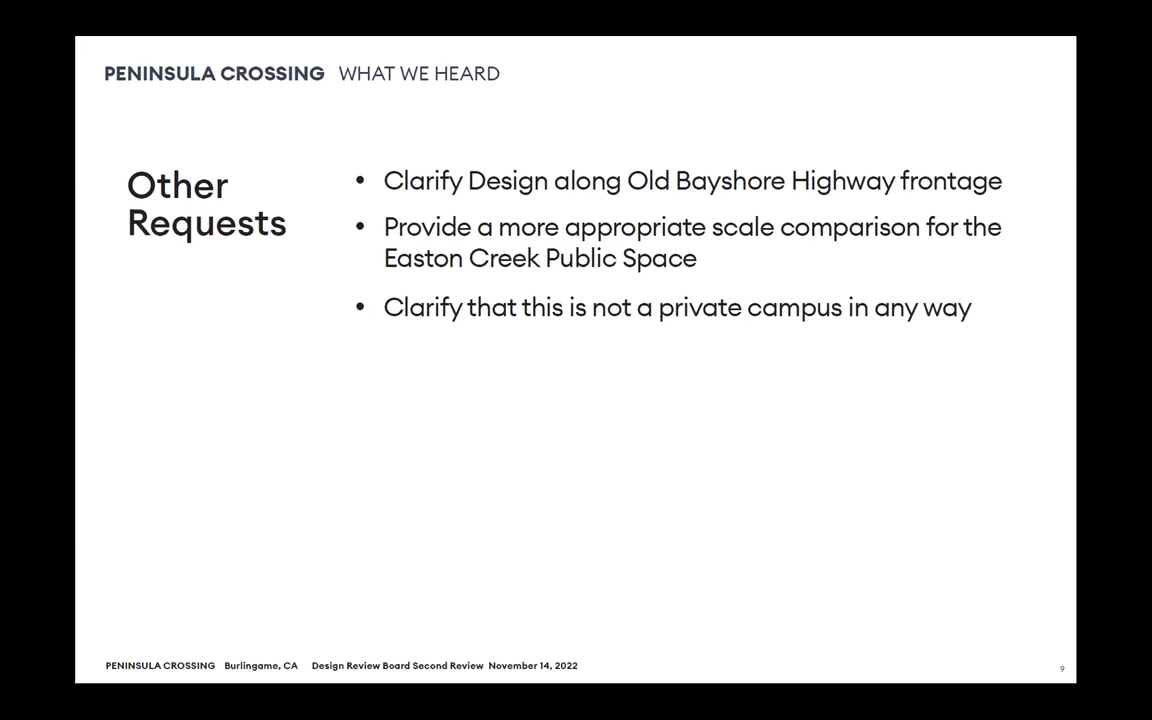 PENINSULA CROSSING WHAT WE HEARD
Other
Requests
• Clarify Design along Old Bayshore Highway frontage
• Provide a more appropriate scale comparison for the
Easton Creek Public Space
• Clarify that this is not a private campus in any way
PENINSULA CROSSING Burlingame, CA Design Review Board Second Review November 14, 2022
9